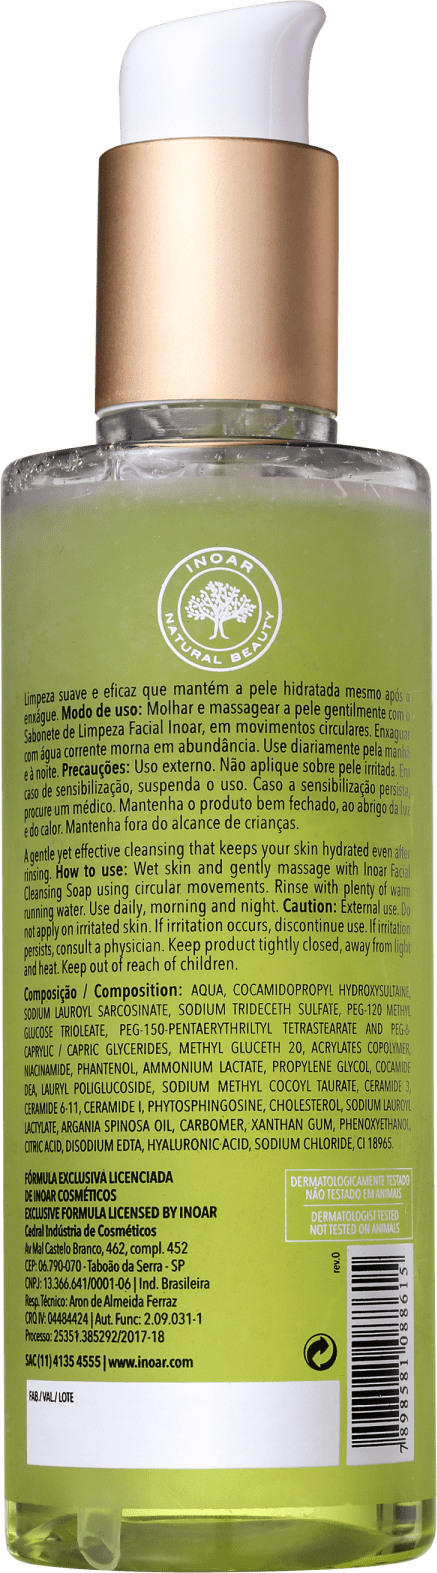 INOAR
NATURAL BEAUTY
Limpeza suave e eficaz que mantém a pele hidratada mesmo após o
enxágue. Modo de uso: Molhar e massagear a pele gentilmente com o
Sabonete de Limpeza Facial Inoar, em movimentos circulares. Enxaguar
com água corrente morna em abundância. Use diariamente pela manhã
e à noite. Precauções: Uso externo. Não aplique sobre pele irritada. Em
caso de sensibilização, suspenda o uso. Caso a sensibilização persista,
procure um médico. Mantenha o produto bem fechado, ao abrigo da luz
e do calor. Mantenha fora do alcance de crianças.
A gentle yet effective cleansing that keeps your skin hydrated even after
rinsing. How to use: Wet skin and gently massage with Inoar Facial
Cleansing Soap using circular movements. Rinse with plenty of warm
running water. Use daily, morning and night. Caution: External use. Do
not apply on irritated skin. If irritation occurs, discontinue use. If irritation
persists, consult a physician. Keep product tightly closed, away from light
and heat. Keep out of reach of children.
Composição / Composition: AQUA, COCAMIDOPROPYL HYDROXYSULTAINE,
SODIUM LAUROYL SARCOSINATE, SODIUM TRIDECETH SULFATE, PEG-120 METHYL
GLUCOSE TRIOLEATE, PEG-150-PENTAERYTHRILTYL TETRASTEARATE AND PEG-6-
CAPRYLIC / CAPRIC GLYCERIDES, METHYL GLUCETH 20, ACRYLATES COPOLYMER,
NIACINAMIDE, PHANTENOL, AMMONIUM LACTATE, PROPYLENE GLYCOL, COCAMIDE
DEA, LAURYL POLIGLUCOSIDE, SODIUM METHYL COCOYL TAURATE, CERAMIDE 3,
CERAMIDE 6-11, CERAMIDE I, PHYTOSPHINGOSINE, CHOLESTEROL, SODIUM LAUROYL
LACTYLATE, ARGANIA SPINOSA OIL, CARBOMER, XANTHAN GUM, PHENOXYETHANOL,
CITRIC ACID, DISODIUM EDTA, HYALURONIC ACID, SODIUM CHLORIDE, CI 18965.
FÓRMULA EXCLUSIVA LICENCIADA
DE INOAR COSMÉTICOS
EXCLUSIVE FORMULA LICENSED BY INOAR
Cedral Indústria de Cosméticos
Av Mal Castelo Branco, 462, compl. 452
CEP: 06.790-070 - Taboão da Serra - SP
CNPJ: 13.366.641/0001-06 | Ind. Brasileira
Resp. Técnico: Aron de Almeida Ferraz
CRQ IV: 04484424 | Aut. Func: 2.09.031-1
Processo: 25351.385292/2017-18
SAC (11) 4135 4555 | www.inoar.com
DERMATOLOGICAMENTE TESTADO
NÃO TESTADO EM ANIMAIS
DERMATOLOGIST TESTED
NOT TESTED ON ANIMALS
rev.0
7 898581 088615
FAB./VAL./LOTE